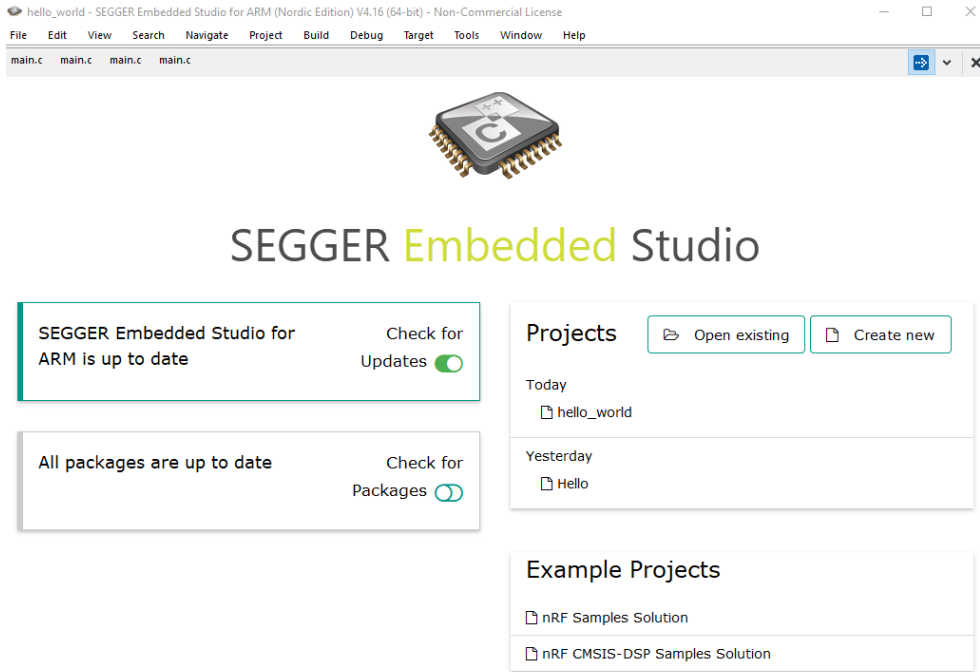 hello_world - SEGGER Embedded Studio for ARM (Nordic Edition) V4.16 (64-bit) - Non-Commercial License
File Edit View Search Navigate Project Build Debug Target Tools Window Help
main.c main.c main.c main.c
++
C
SEGGER Embedded Studio
SEGGER Embedded Studio for
ARM is up to date
Check for
Updates
All packages are up to date
Check for
Packages
Projects
Open existing
Create new
Today
hello_world
Yesterday
Hello
Example Projects
nRF Samples Solution
nRF CMSIS-DSP Samples Solution